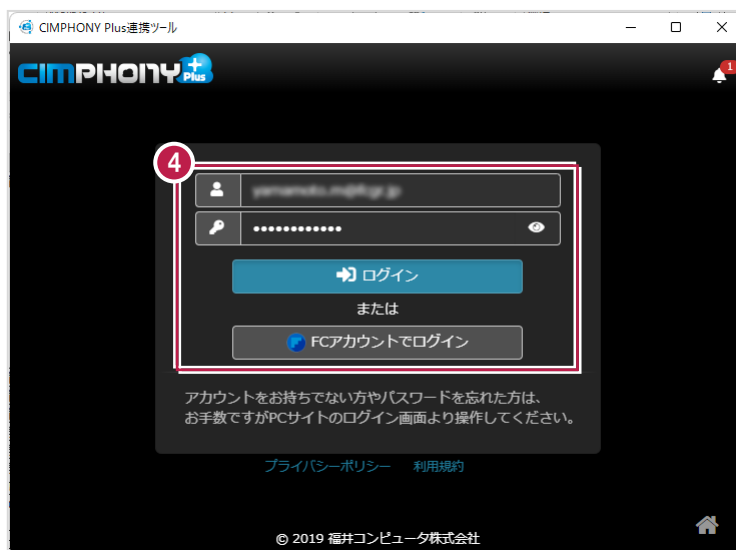 CIMPHONY Plus連携ツール
CIMPHONY Plus
1
4
••••••••••••
ログイン
または
FCアカウントでログイン
アカウントをお持ちでない方やパスワードを忘れた方は、
お手数ですがPCサイトのログイン画面より操作してください。
プライバシーポリシー 利用規約
© 2019 福井コンピュータ株式会社